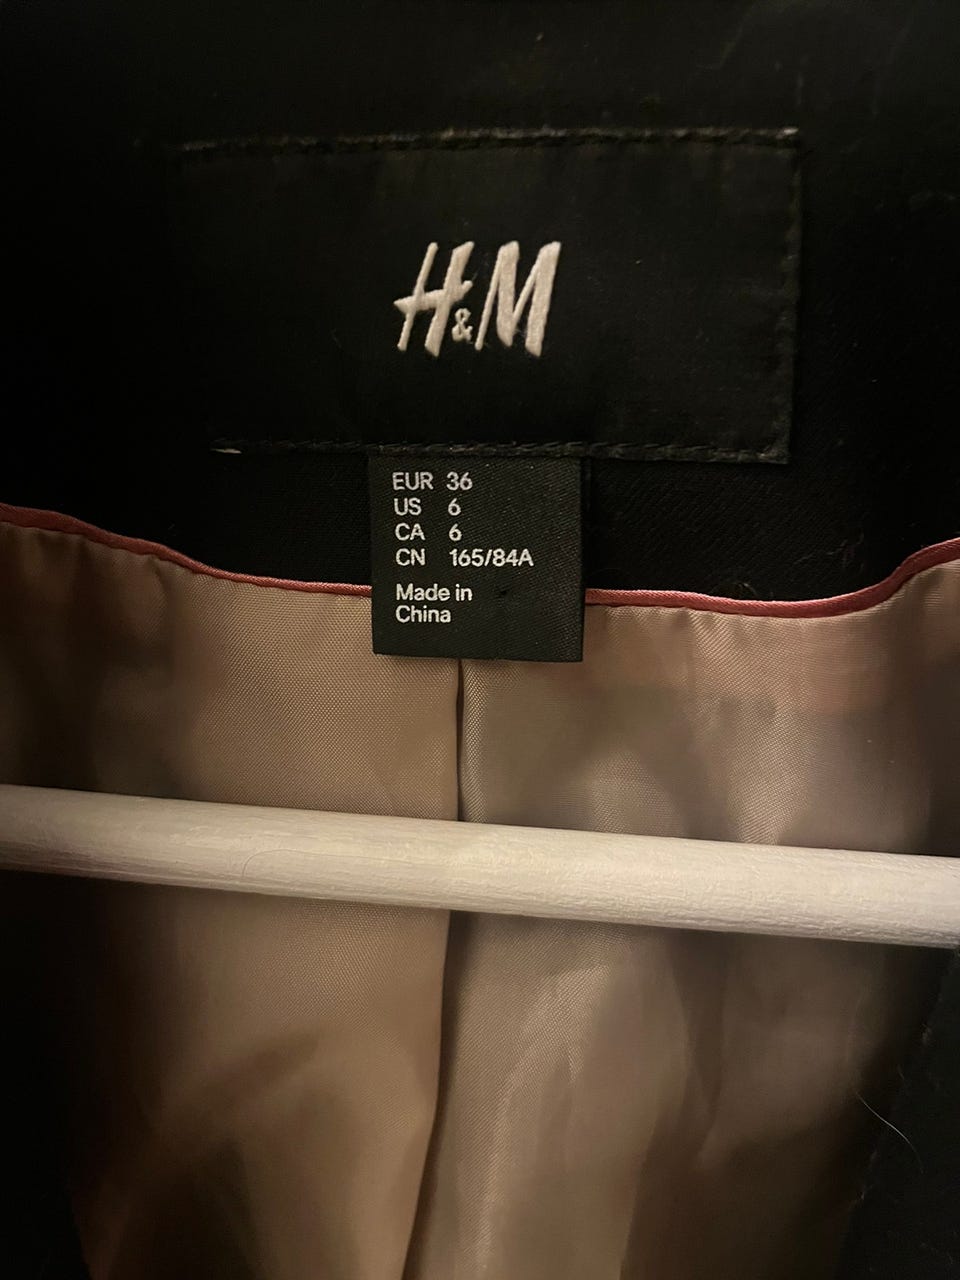 H&M
EUR 36
US 6
CA 6
CN 165/84A
Made in
China